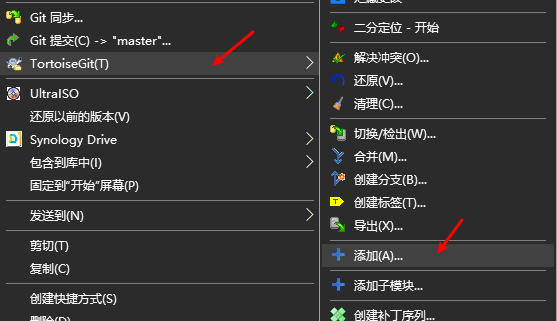 Git 同步...
Git 提交(C) -> "master"...
TortoiseGit(T)
UltraISO
还原以前的版本(V)
Synology Drive
包含到库中(I)
固定到"开始"屏幕(P)
发送到(N)
剪切(T)
复制(C)
创建快捷方式(S)
删除(D)
二分定位 - 开始
解决冲突(O)...
还原(V)...
清理(C)...
切换/检出(W)...
合并(M)...
创建分支(B)...
创建标签(T)...
导出(X)...
添加(A)...
添加子模块...
创建补丁序列...